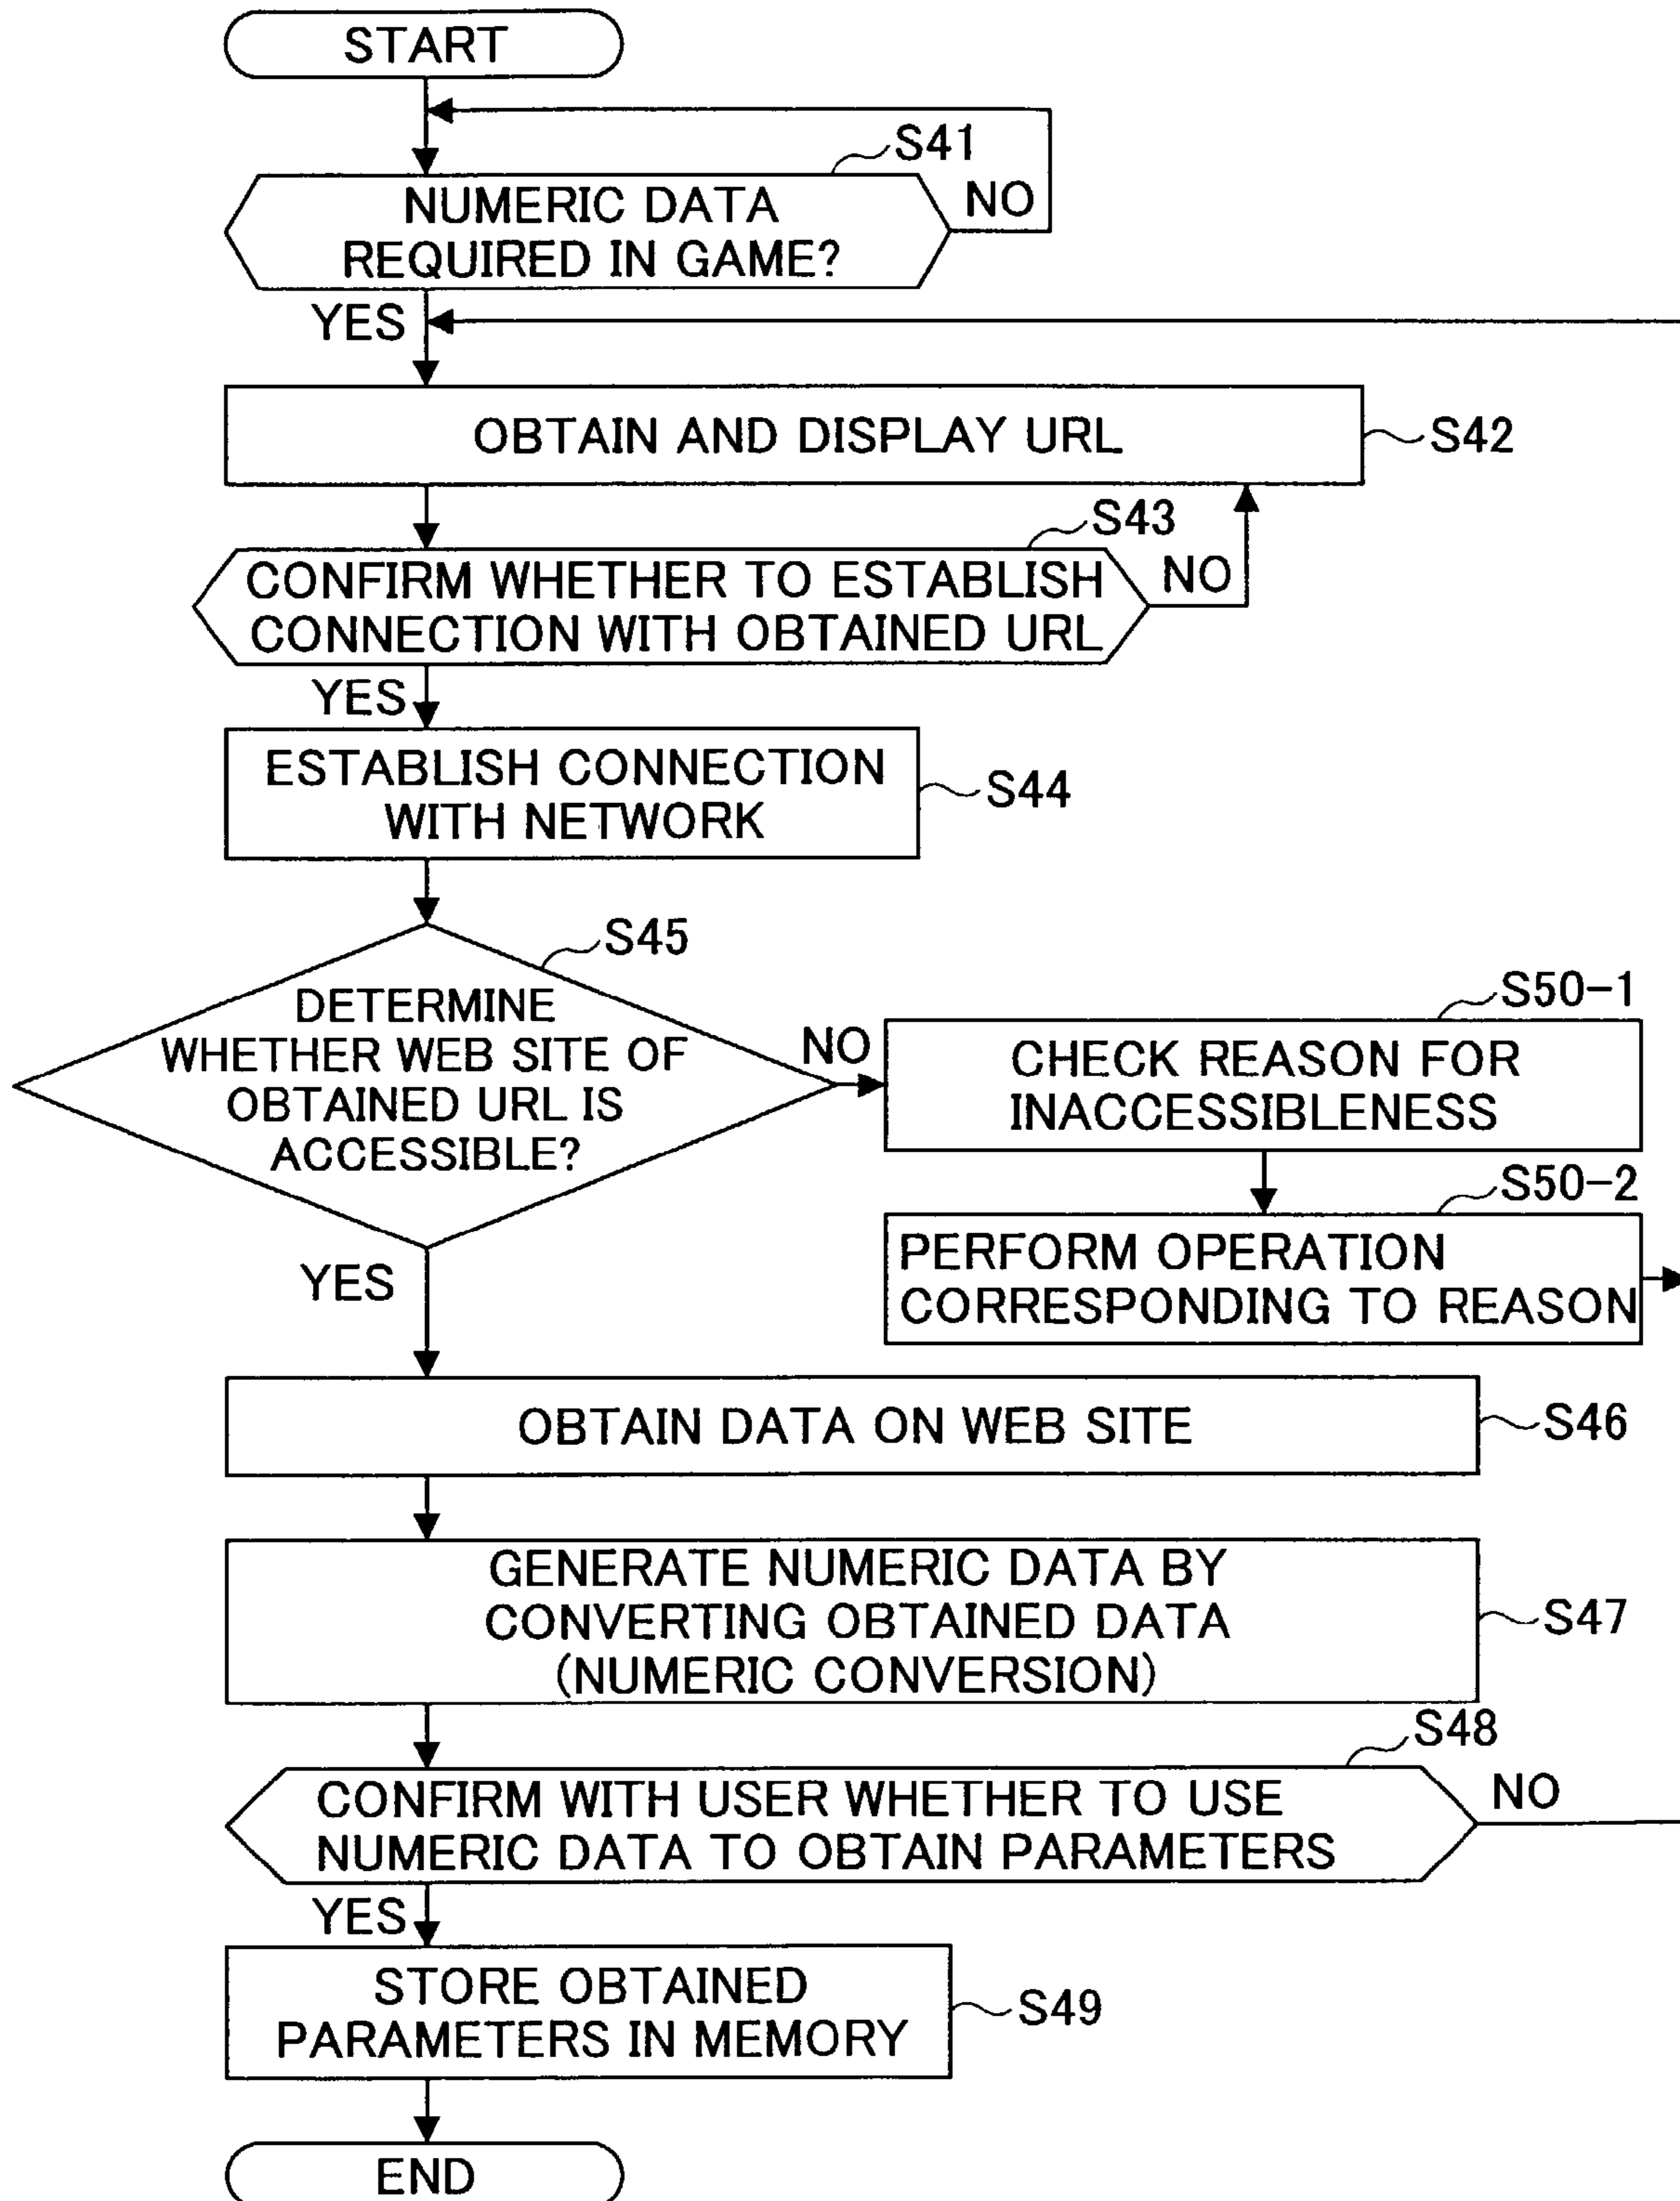 START
S41
NUMERIC DATA
REQUIRED IN GAME?
NO
YES
OBTAIN AND DISPLAY URL
S42
S43
CONFIRM WHETHER TO ESTABLISH
CONNECTION WITH OBTAINED URL
NO
YES
ESTABLISH CONNECTION
WITH NETWORK
S44
S45
DETERMINE
WHETHER WEB SITE OF
OBTAINED URL IS
ACCESSIBLE?
NO
S50-1
CHECK REASON FOR
INACCESSIBLENESS
S50-2
PERFORM OPERATION
CORRESPONDING TO REASON
YES
OBTAIN DATA ON WEB SITE
S46
GENERATE NUMERIC DATA BY
CONVERTING OBTAINED DATA
(NUMERIC CONVERSION)
S47
S48
CONFIRM WITH USER WHETHER TO USE
NUMERIC DATA TO OBTAIN PARAMETERS
NO
YES
STORE OBTAINED
PARAMETERS IN MEMORY
S49
END